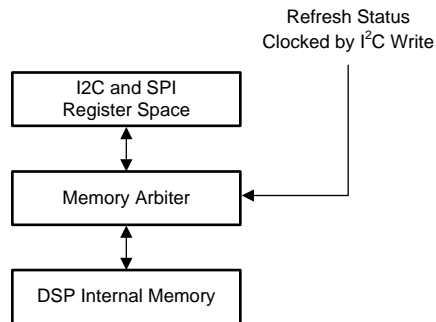 Refresh Status
Clocked by I²C Write
I2C and SPI
Register Space
Memory Arbiter
DSP Internal Memory